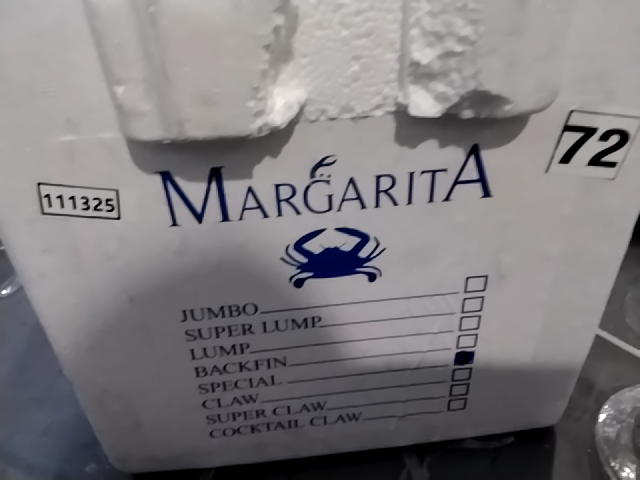 72
111325
MARGARITA
JUMBO
SUPER LUMP
LUMP
BACKFIN
SPECIAL
CLAW
SUPER CLAW
COCKTAIL CLAW